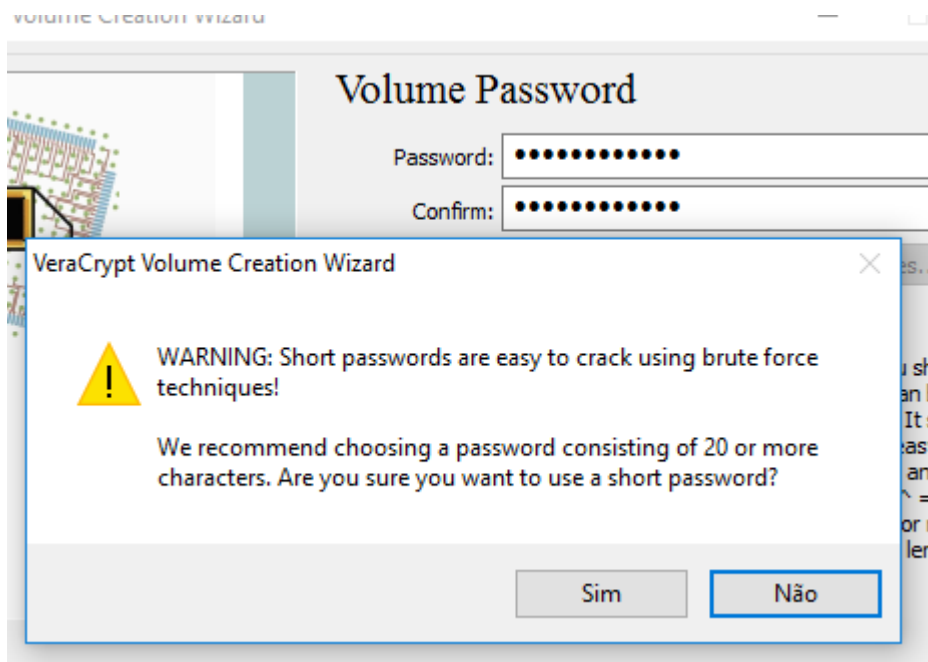 Volume Creation Wizard
Volume Password
Password: ••••••••••••
Confirm: ••••••••••••
VeraCrypt Volume Creation Wizard
WARNING: Short passwords are easy to crack using brute force
techniques!
We recommend choosing a password consisting of 20 or more
characters. Are you sure you want to use a short password?
Sim
Não